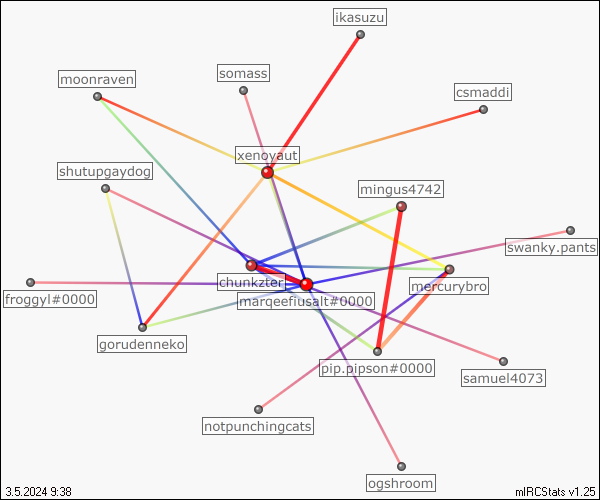 ikasuzu
somass
moonraven
csmaddi
xenoyaut
shutupgaydog
mingus4742
swanky.pants
chunkzter
mercurybro
froggyl#0000
marqeefiusalt#0000
gorudenneko
pip.pipson#0000
samuel4073
notpunchingcats
ogshroom
3.5.2024 9:38
mIRCStats v1.25